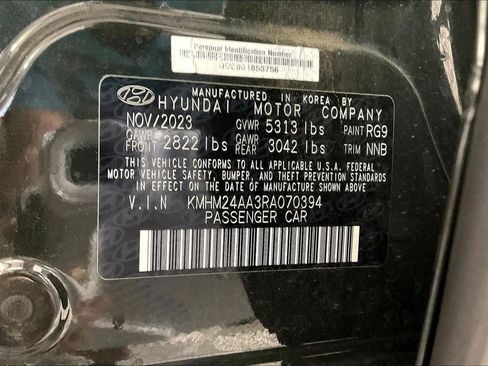 Personal Identification Number
MANUFACTURED IN KOREA BY
HYUNDAI MOTOR COMPANY
NOV/2023 GVWR 5313 lbs PAINT RG9
GAWR FRONT 2822 lbs GAWR REAR 3042 lbs TRIM NNB
THIS VEHICLE CONFORMS TO ALL APPLICABLE U.S.A. FEDERAL
MOTOR VEHICLE SAFETY, BUMPER, AND THEFT PREVENTION
STANDARDS IN EFFECT ON THE DATE OF MANUFACTURE
SHOWN ABOVE.
V.I.N KMHM24AA3RA070394
PASSENGER CAR